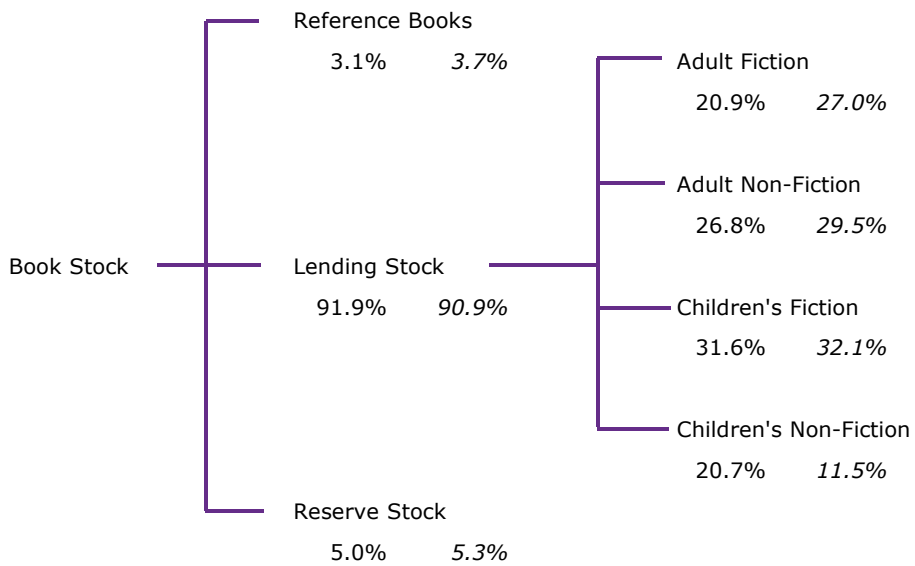 Reference Books
3.1% 3.7%
Adult Fiction
20.9% 27.0%
Adult Non-Fiction
26.8% 29.5%
Book Stock
Lending Stock
91.9% 90.9%
Children's Fiction
31.6% 32.1%
Children's Non-Fiction
20.7% 11.5%
Reserve Stock
5.0% 5.3%